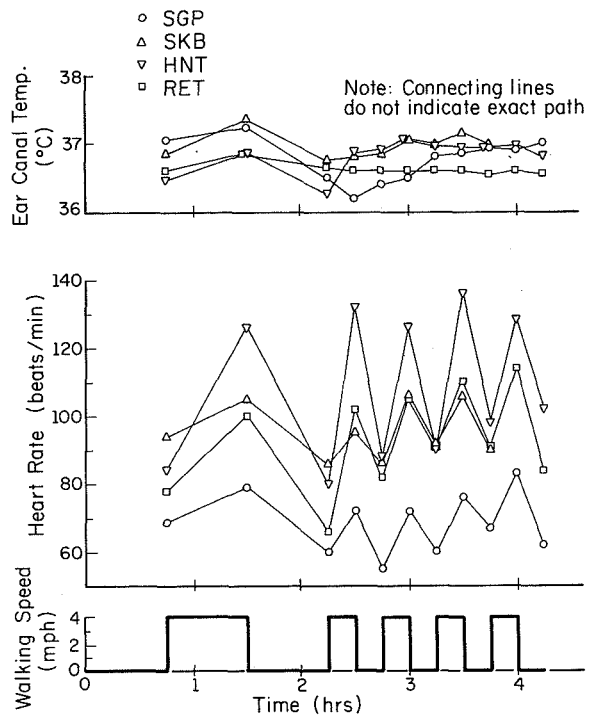 SGP
SKB
HNT
RET
Note: Connecting lines
do not indicate exact path
Ear Canal Temp.
(°C)
38
37
36
Heart Rate (beats/min)
140
120
100
80
60
Walking Speed
(mph)
4
2
0
0 1 2 3 4
Time (hrs)